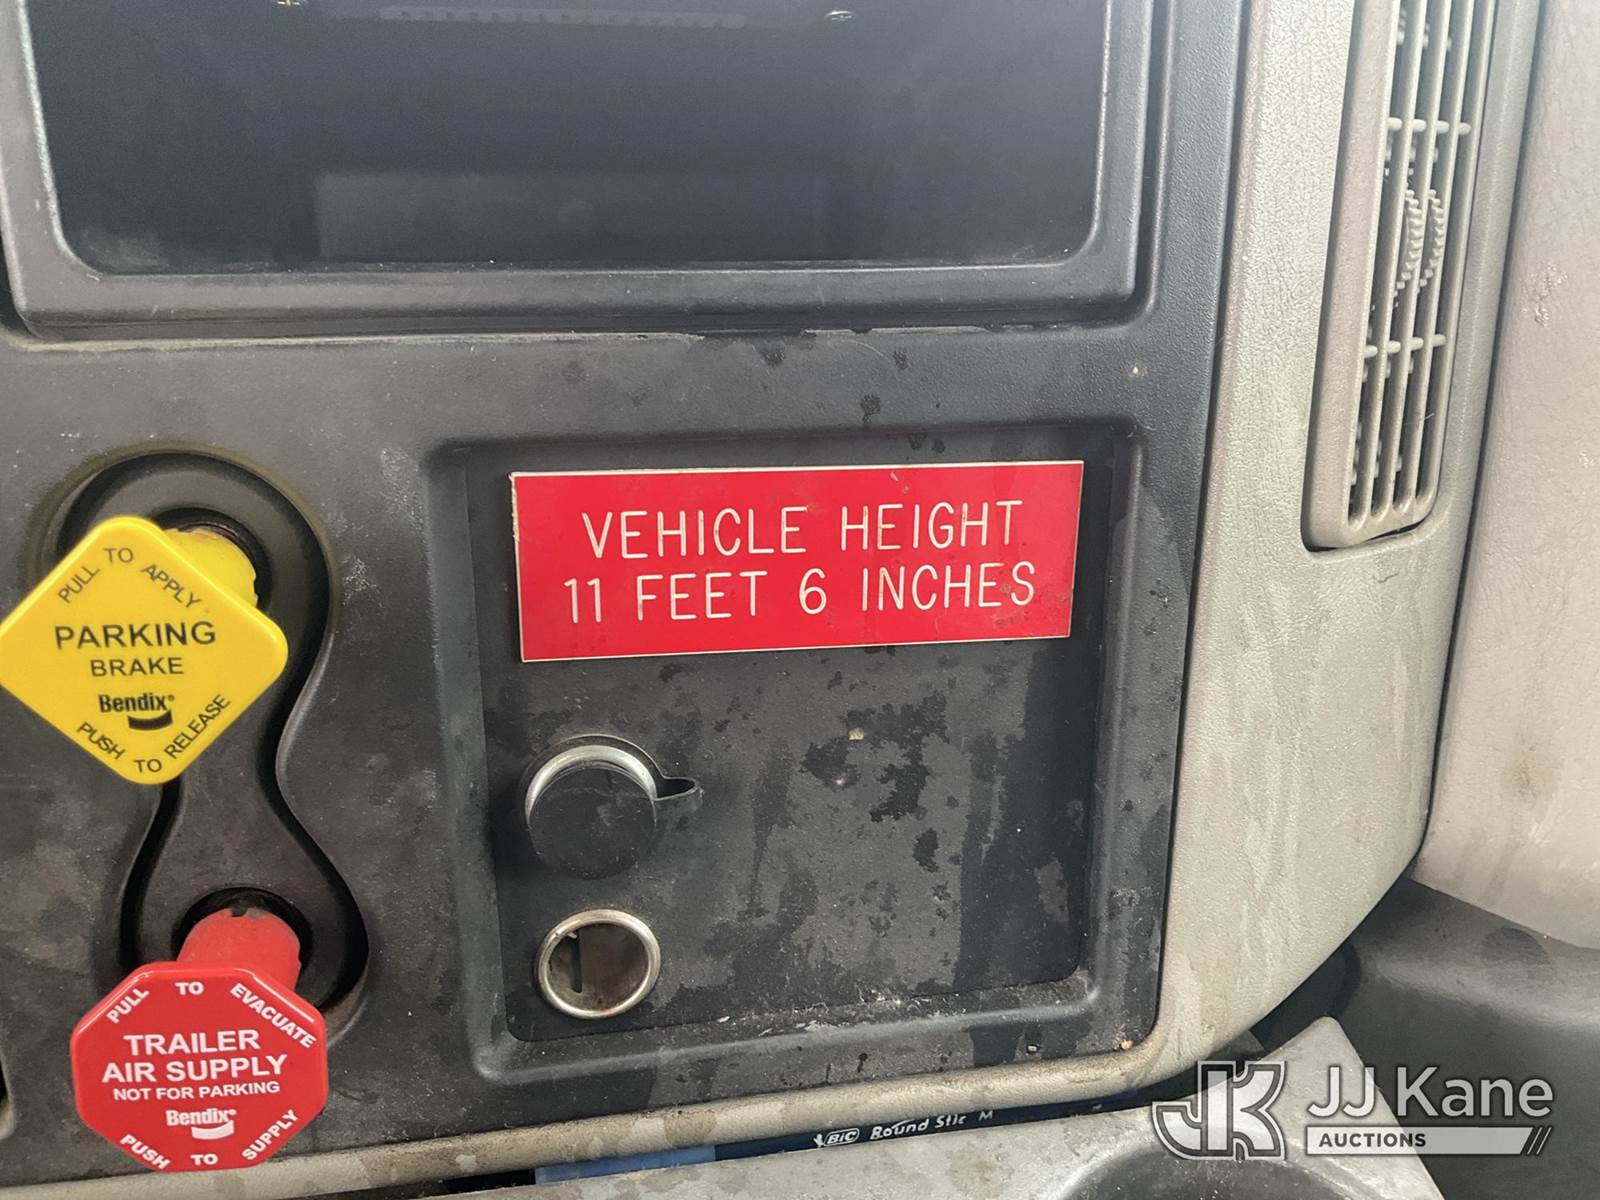 VEHICLE HEIGHT
11 FEET 6 INCHES
PULL TO APPLY
PARKING
BRAKE
Bendix®
PUSH TO RELEASE
PULL TO EVACUATE
TRAILER
AIR SUPPLY
NOT FOR PARKING
Bendix®
PUSH TO SUPPLY
BIC Round Stic M
JK JJ Kane
AUCTIONS